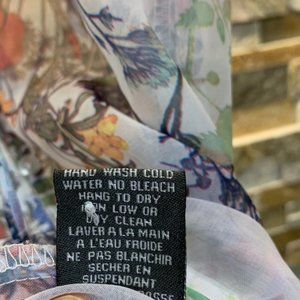 HAND WASH COLD
WATER NO BLEACH
HANG TO DRY
IRON LOW OR
DRY CLEAN
LAVER A LA MAIN
A L'EAU FROIDE
NE PAS BLANCHIR
SECHER EN
SUSPENDANT